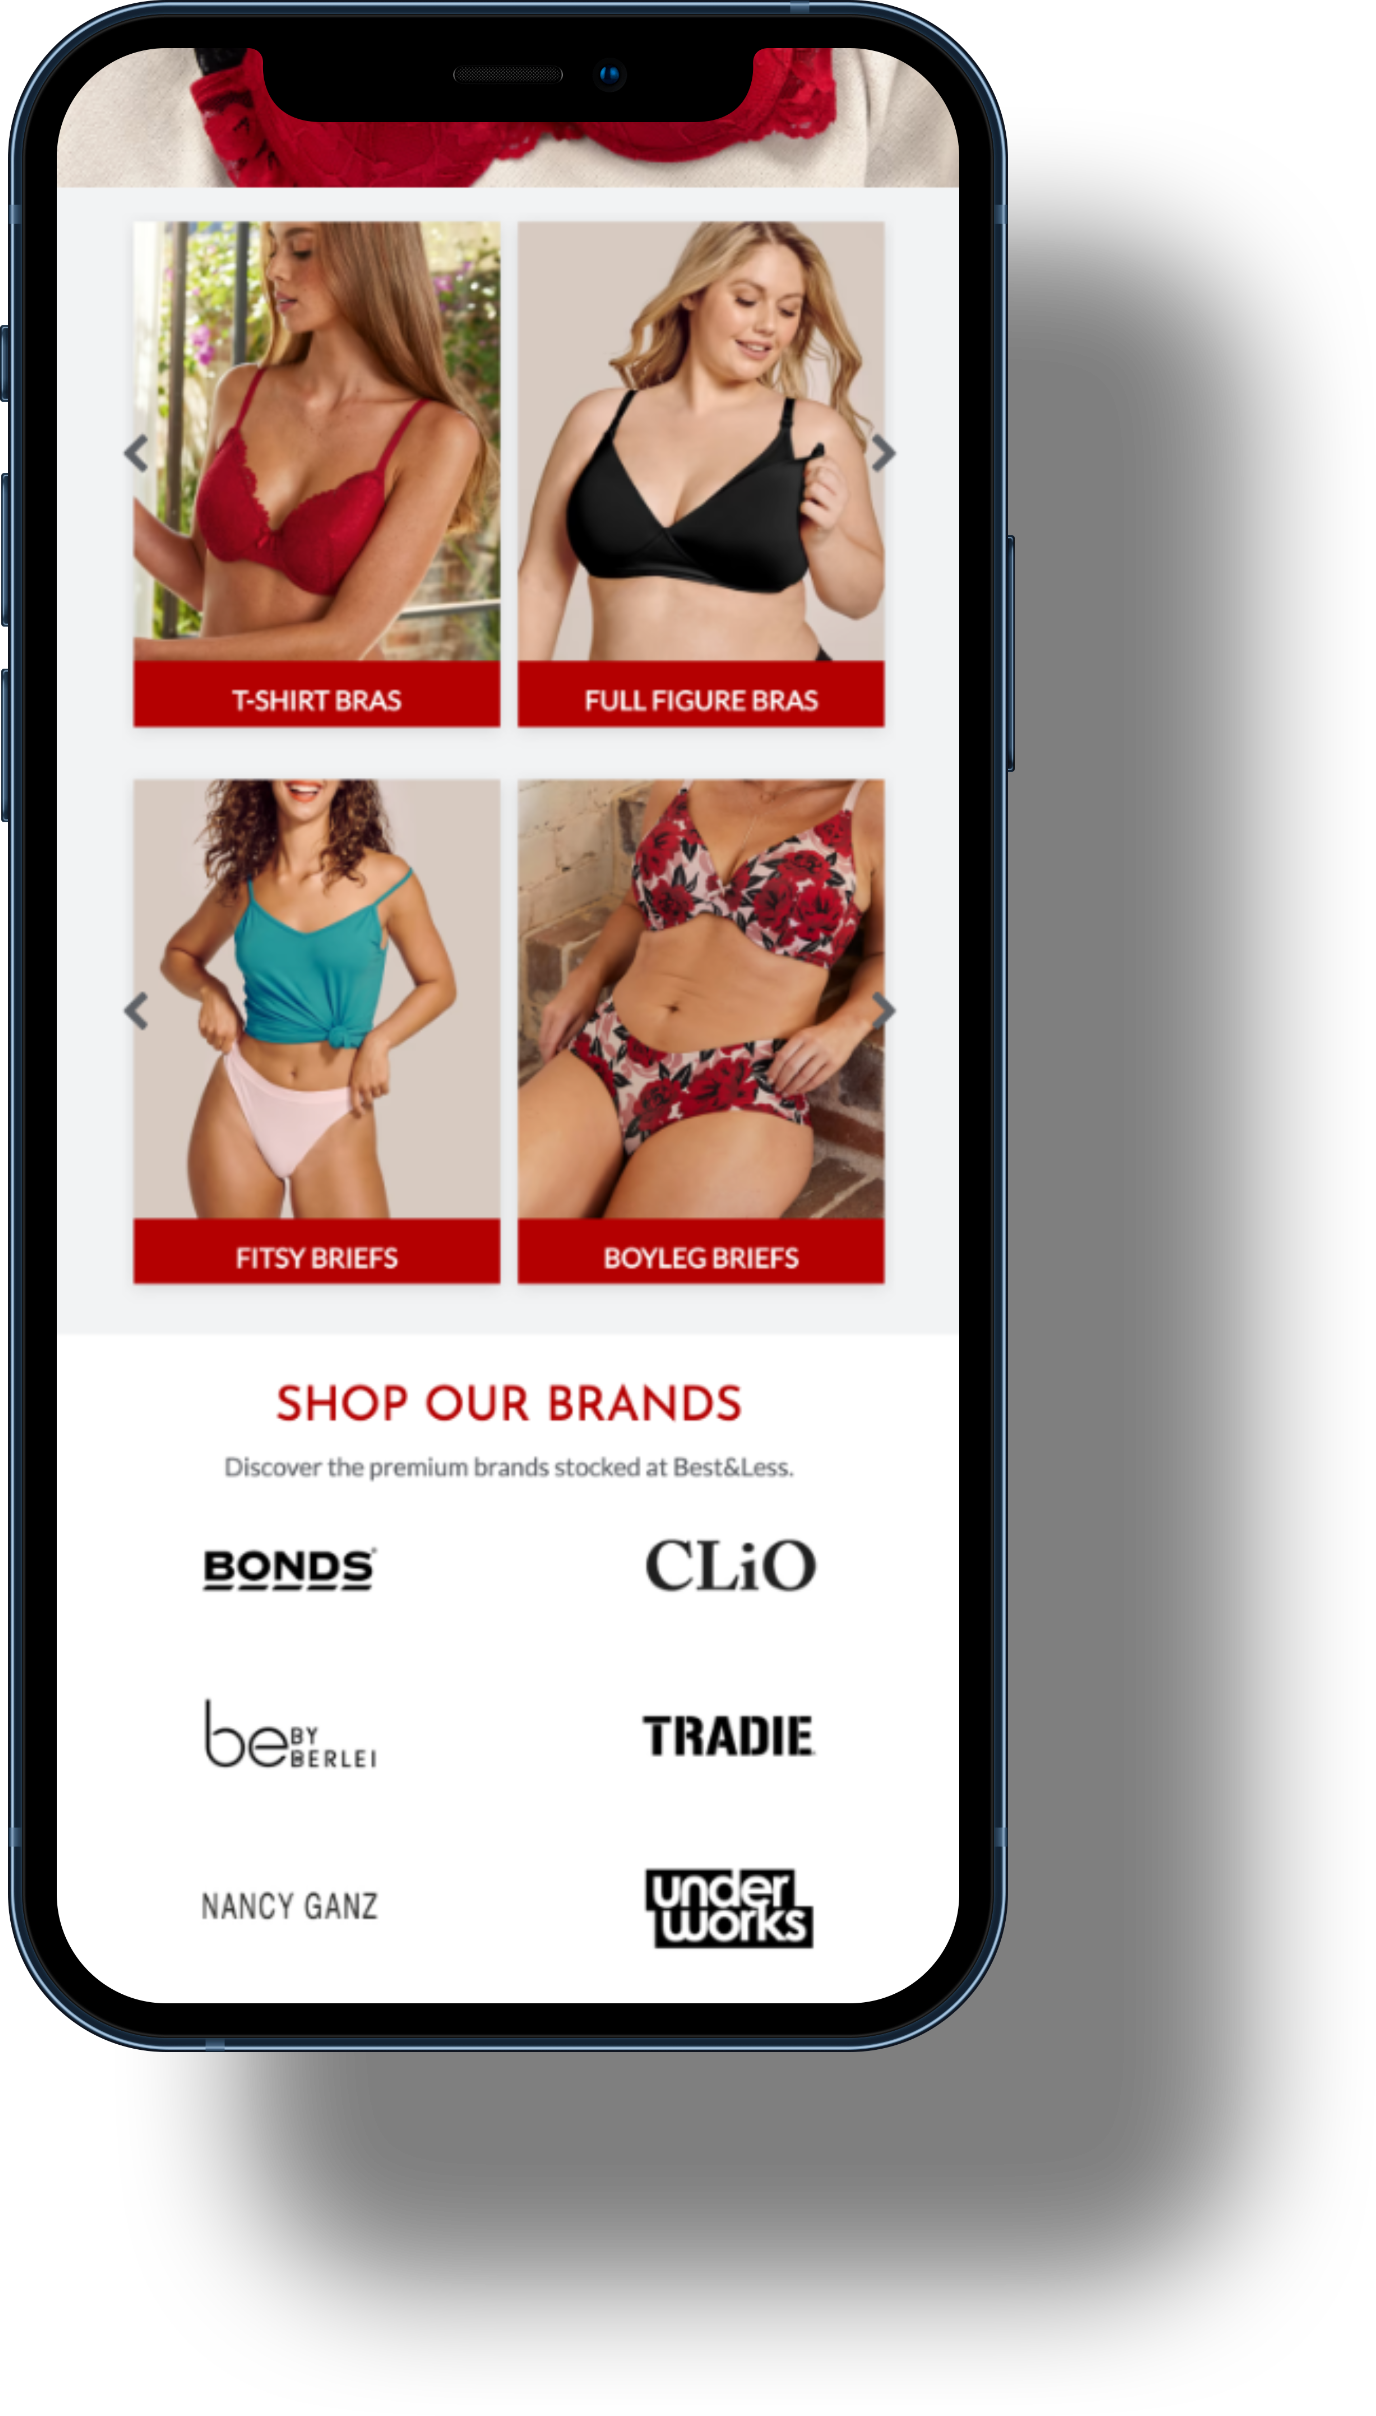 T-SHIRT BRAS
FULL FIGURE BRAS
FITSY BRIEFS
BOYLEG BRIEFS
SHOP OUR BRANDS
Discover the premium brands stocked at Best&Less.
BONDS
CLiO
be BY BERLEI
TRADIE
NANCY GANZ
under
works